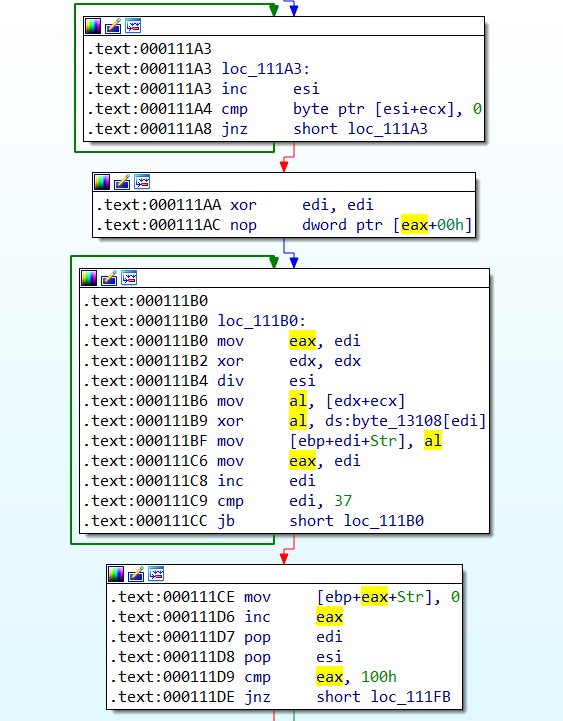 .text:000111A3
.text:000111A3 loc_111A3:
.text:000111A3 inc     esi
.text:000111A4 cmp     byte ptr [esi+ecx], 0
.text:000111A8 jnz     short loc_111A3
.text:000111AA xor     edi, edi
.text:000111AC nop     dword ptr [eax+00h]
.text:000111B0
.text:000111B0 loc_111B0:
.text:000111B0 mov     eax, edi
.text:000111B2 xor     edx, edx
.text:000111B4 div     esi
.text:000111B6 mov     al, [edx+ecx]
.text:000111B9 xor     al, ds:byte_13108[edi]
.text:000111BF mov     [ebp+edi+Str], al
.text:000111C6 mov     eax, edi
.text:000111C8 inc     edi
.text:000111C9 cmp     edi, 37
.text:000111CC jb      short loc_111B0
.text:000111CE mov     [ebp+eax+Str], 0
.text:000111D6 inc     eax
.text:000111D7 pop     edi
.text:000111D8 pop     esi
.text:000111D9 cmp     eax, 100h
.text:000111DE jnz     short loc_111FB